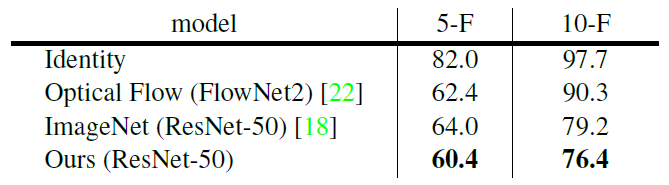 model 5-F 10-F
Identity 82.0 97.7
Optical Flow (FlowNet2) [22] 62.4 90.3
ImageNet (ResNet-50) [18] 64.0 79.2
Ours (ResNet-50) 60.4 76.4